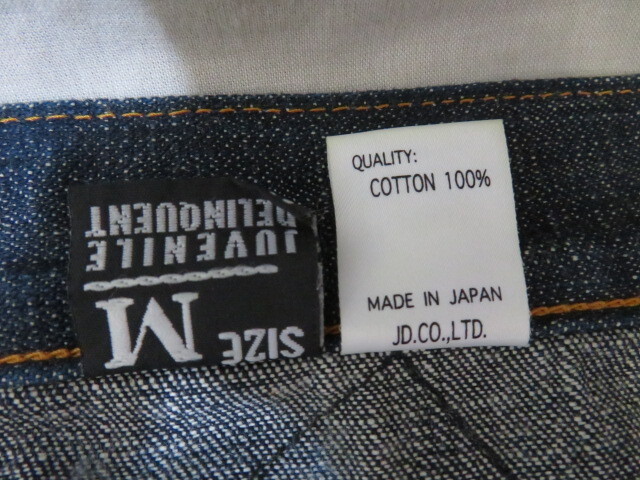 JUVENILE
DELINQUENT
SIZE M
QUALITY:
COTTON 100%
MADE IN JAPAN
JD.CO.,LTD.